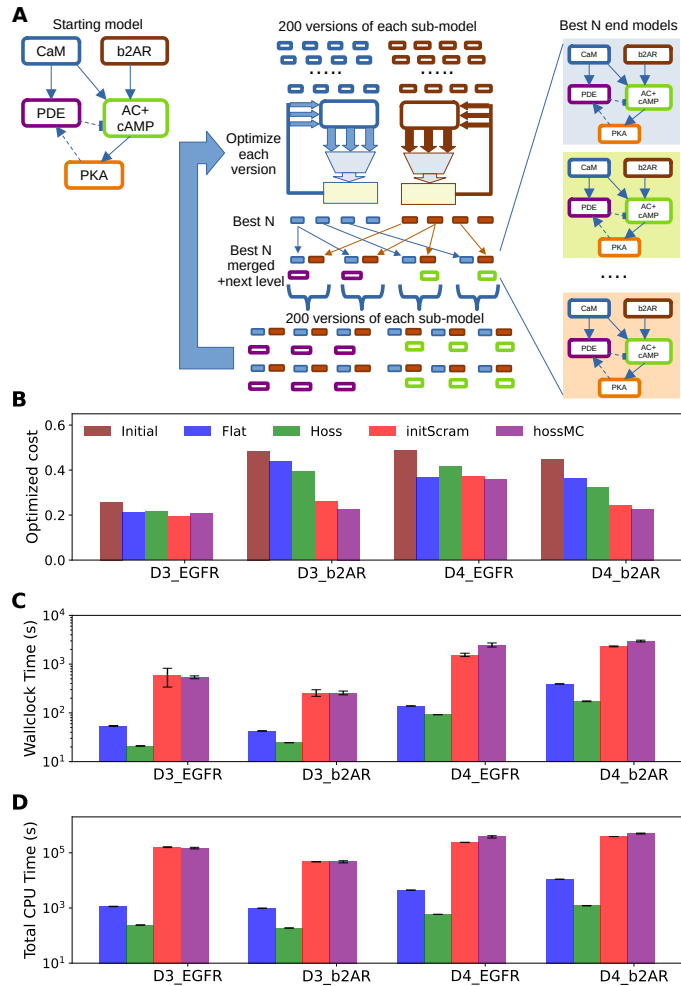 A
Starting model
CaM
b2AR
PDE
AC+
cAMP
PKA
200 versions of each sub-model
.....
......
Optimize
each
version
Best N
Best N
merged
+next level
200 versions of each sub-model
Best N end models
CaM
b2AR
PDE
AC+
cAMP
PKA
CaM
b2AR
PDE
AC+
cAMP
PKA
....
CaM
b2AR
PDE
AC+
cAMP
PKA
B
Optimized cost
0.6
0.4
0.2
0.0
Initial
Flat
Hoss
initScram
hossMC
D3_EGFR
D3_b2AR
D4_EGFR
D4_b2AR
C
Wallclock Time (s)
10^4
10^3
10^2
10^1
D3_EGFR
D3_b2AR
D4_EGFR
D4_b2AR
D
Total CPU Time (s)
10^5
10^3
10^1
D3_EGFR
D3_b2AR
D4_EGFR
D4_b2AR